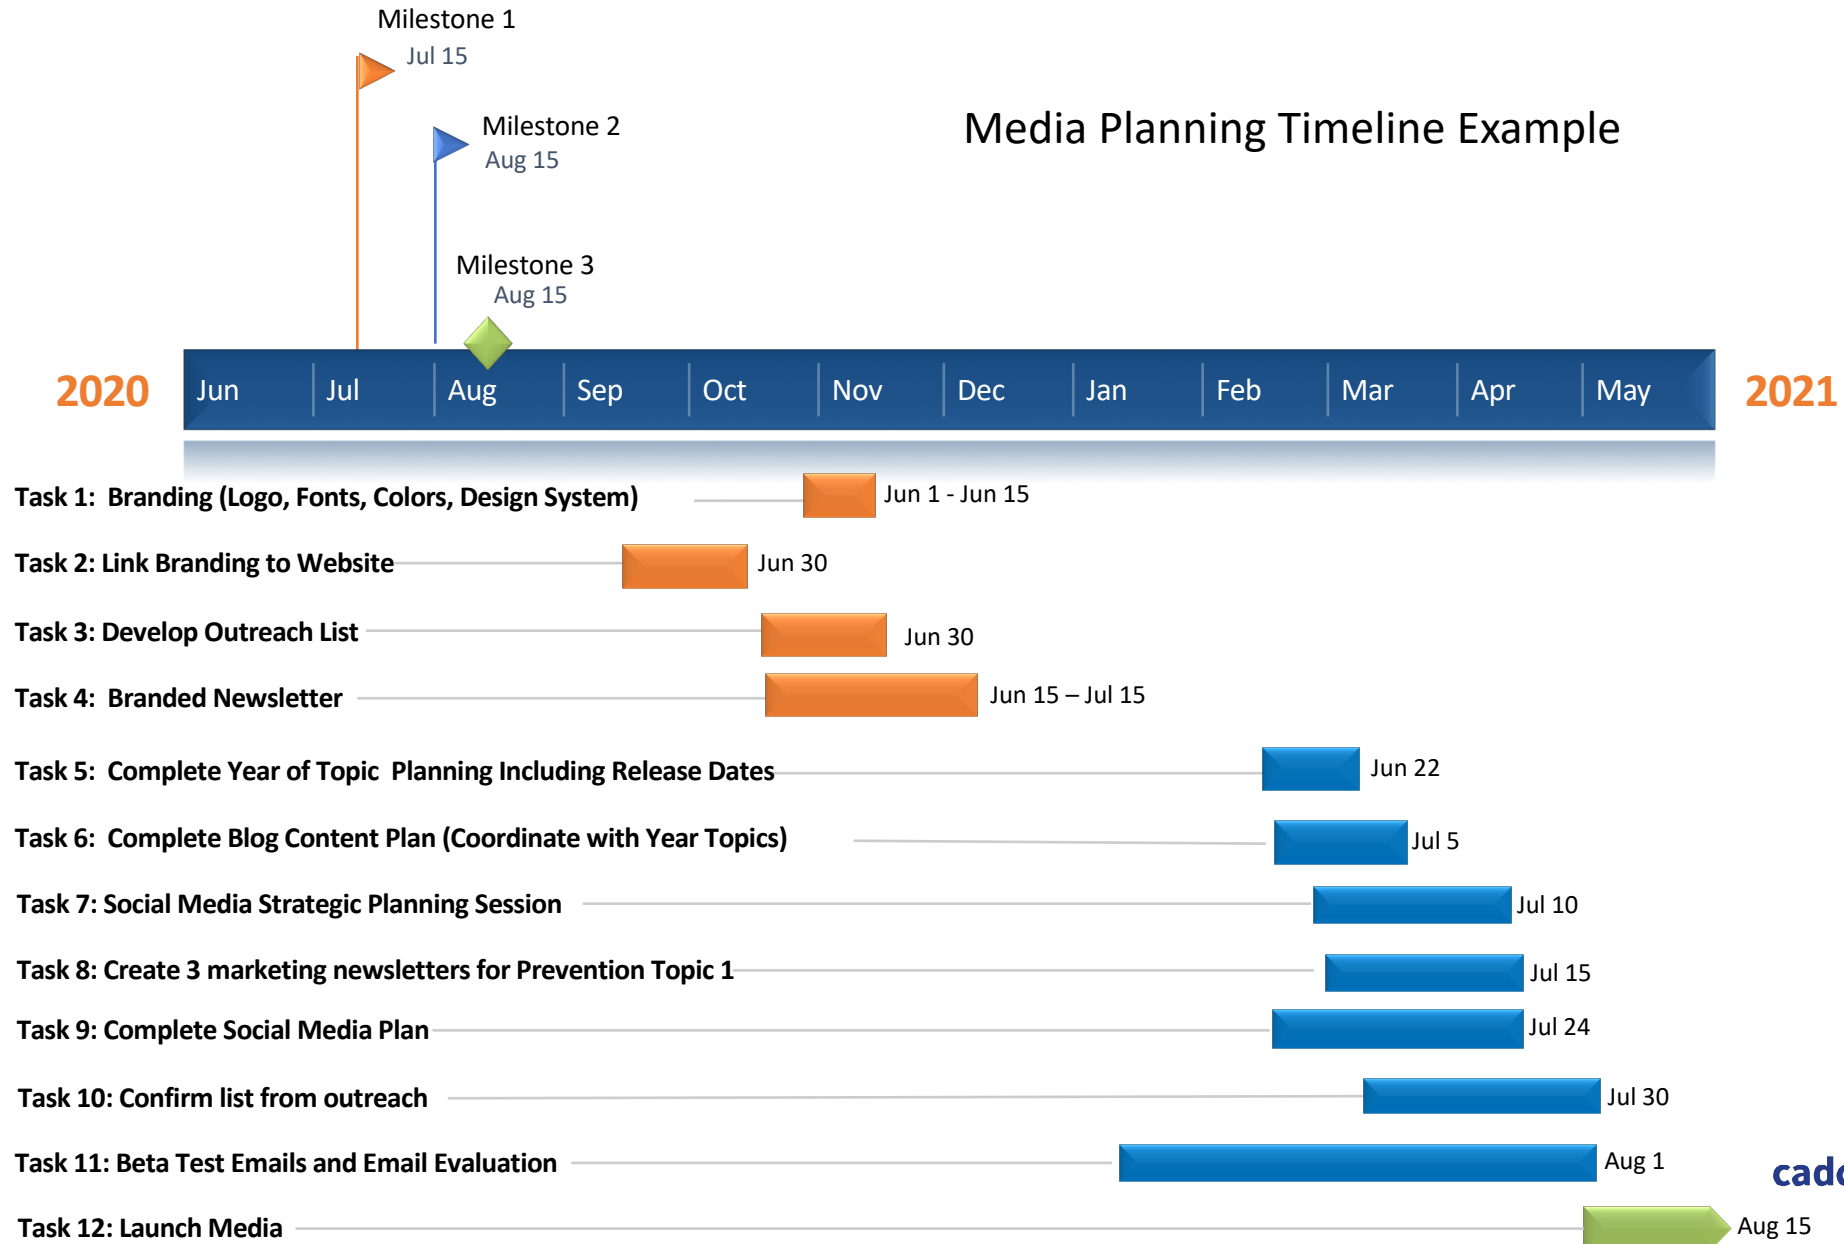 Milestone 1
Jul 15
Milestone 2
Aug 15
Media Planning Timeline Example
Milestone 3
Aug 15
2020 Jun Jul Aug Sep Oct Nov Dec Jan Feb Mar Apr May 2021
Task 1: Branding (Logo, Fonts, Colors, Design System) Jun 1 - Jun 15
Task 2: Link Branding to Website Jun 30
Task 3: Develop Outreach List Jun 30
Task 4: Branded Newsletter Jun 15 – Jul 15
Task 5: Complete Year of Topic Planning Including Release Dates Jun 22
Task 6: Complete Blog Content Plan (Coordinate with Year Topics) Jul 5
Task 7: Social Media Strategic Planning Session Jul 10
Task 8: Create 3 marketing newsletters for Prevention Topic 1 Jul 15
Task 9: Complete Social Media Plan Jul 24
Task 10: Confirm list from outreach Jul 30
Task 11: Beta Test Emails and Email Evaluation Aug 1
Task 12: Launch Media Aug 15